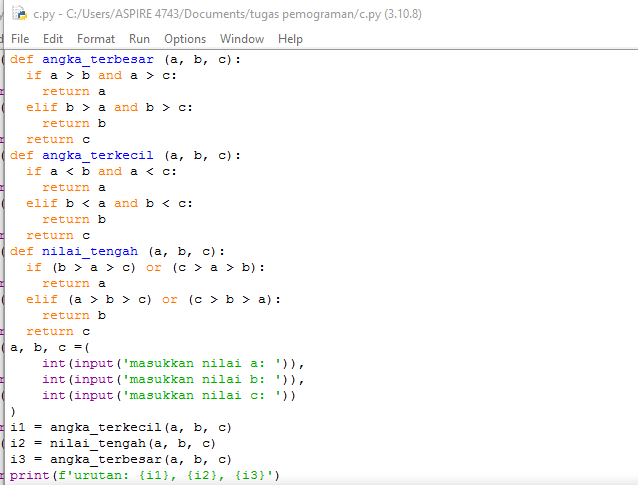 c.py - C:/Users/ASPIRE 4743/Documents/tugas pemograman/c.py (3.10.8)
File Edit Format Run Options Window Help
def angka_terbesar (a, b, c):
  if a > b and a > c:
    return a
  elif b > a and b > c:
    return b
  return c
def angka_terkecil (a, b, c):
  if a < b and a < c:
    return a
  elif b < a and b < c:
    return b
  return c
def nilai_tengah (a, b, c):
  if (b > a > c) or (c > a > b):
    return a
  elif (a > b > c) or (c > b > a):
    return b
  return c
a, b, c =(
    int(input('masukkan nilai a: ')),
    int(input('masukkan nilai b: ')),
    int(input('masukkan nilai c: '))
)
i1 = angka_terkecil(a, b, c)
i2 = nilai_tengah(a, b, c)
i3 = angka_terbesar(a, b, c)
print(f'urutan: {i1}, {i2}, {i3}')